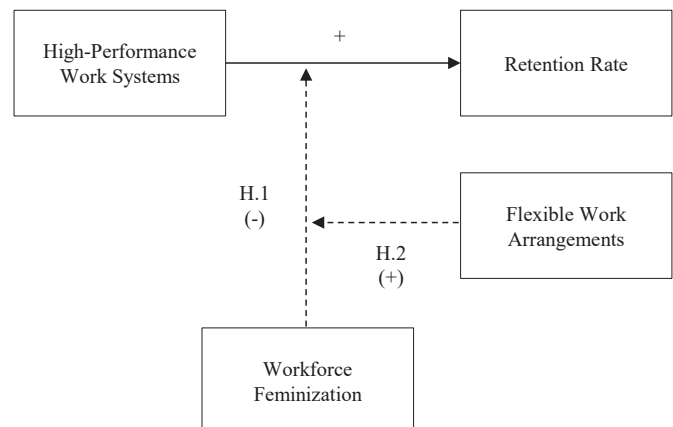 High-Performance
Work Systems
+
Retention Rate
H.1
(-)
Flexible Work
Arrangements
H.2
(+)
Workforce
Feminization